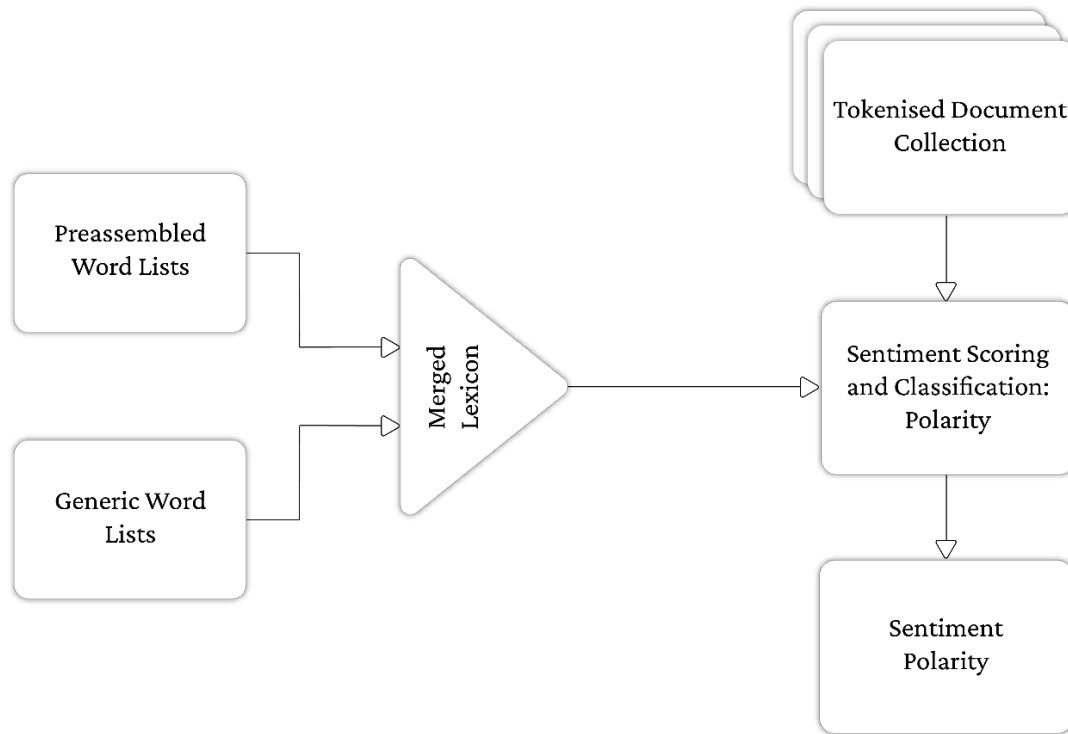 Tokenised Document
Collection
Preassembled
Word Lists
Merged
Lexicon
Sentiment Scoring
and Classification:
Polarity
Generic Word
Lists
Sentiment
Polarity